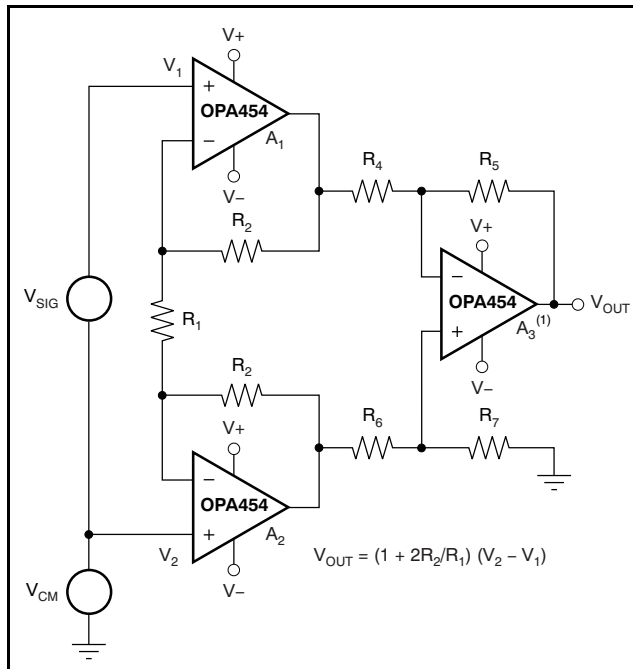 V+
V1
+
OPA454
−
A1
V−
R2
R4
R5
VSIG
R1
V+
−
OPA454
+
A3(1)
VOUT
V−
R2
V+
R6
R7
−
OPA454
+
A2
V2
V−
VOUT = (1 + 2R2/R1) (V2 − V1)
VCM